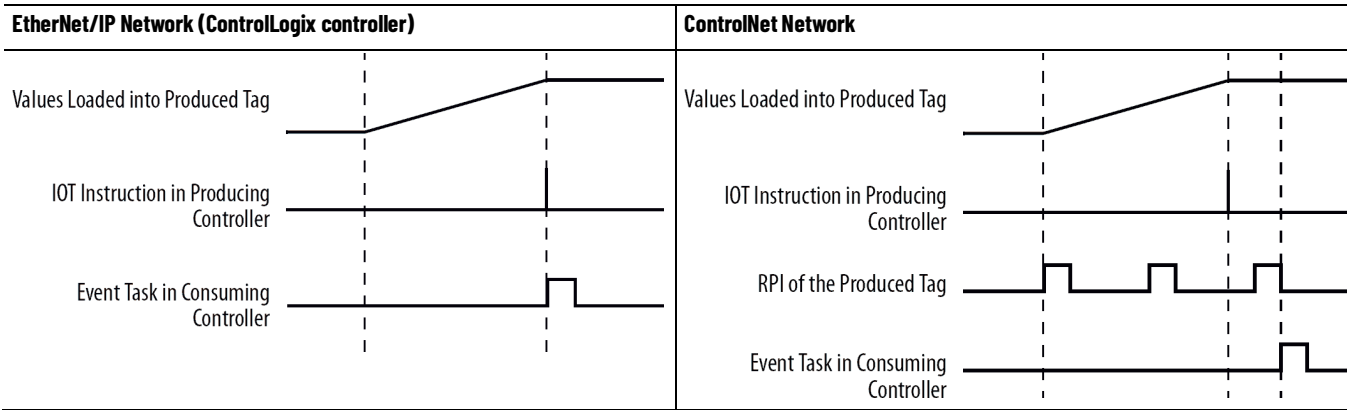 EtherNet/IP Network (ControlLogix controller)
Values Loaded into Produced Tag
IOT Instruction in Producing
Controller
Event Task in Consuming
Controller
ControlNet Network
Values Loaded into Produced Tag
IOT Instruction in Producing
Controller
RPI of the Produced Tag
Event Task in Consuming
Controller